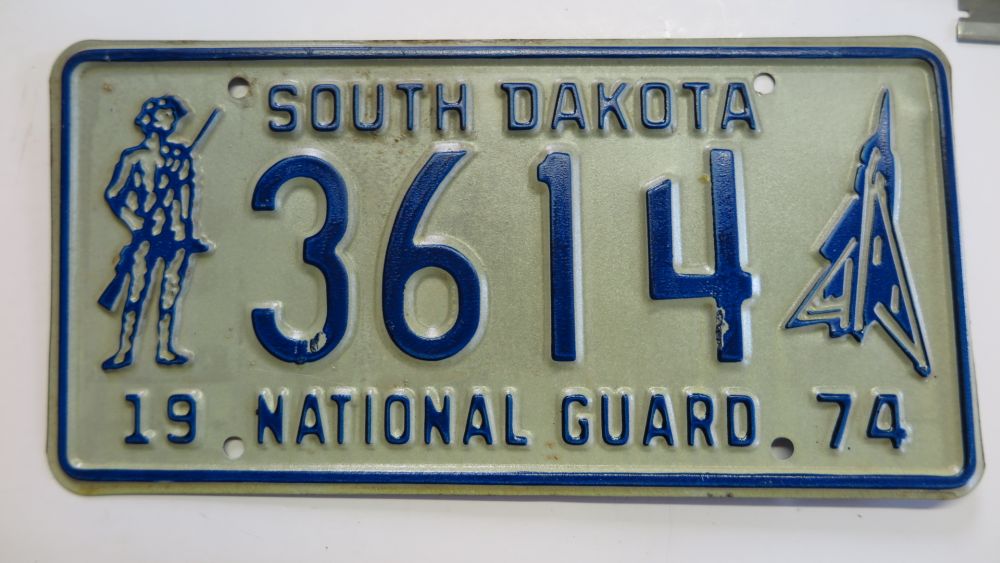 SOUTH DAKOTA
3614
19 NATIONAL GUARD 74